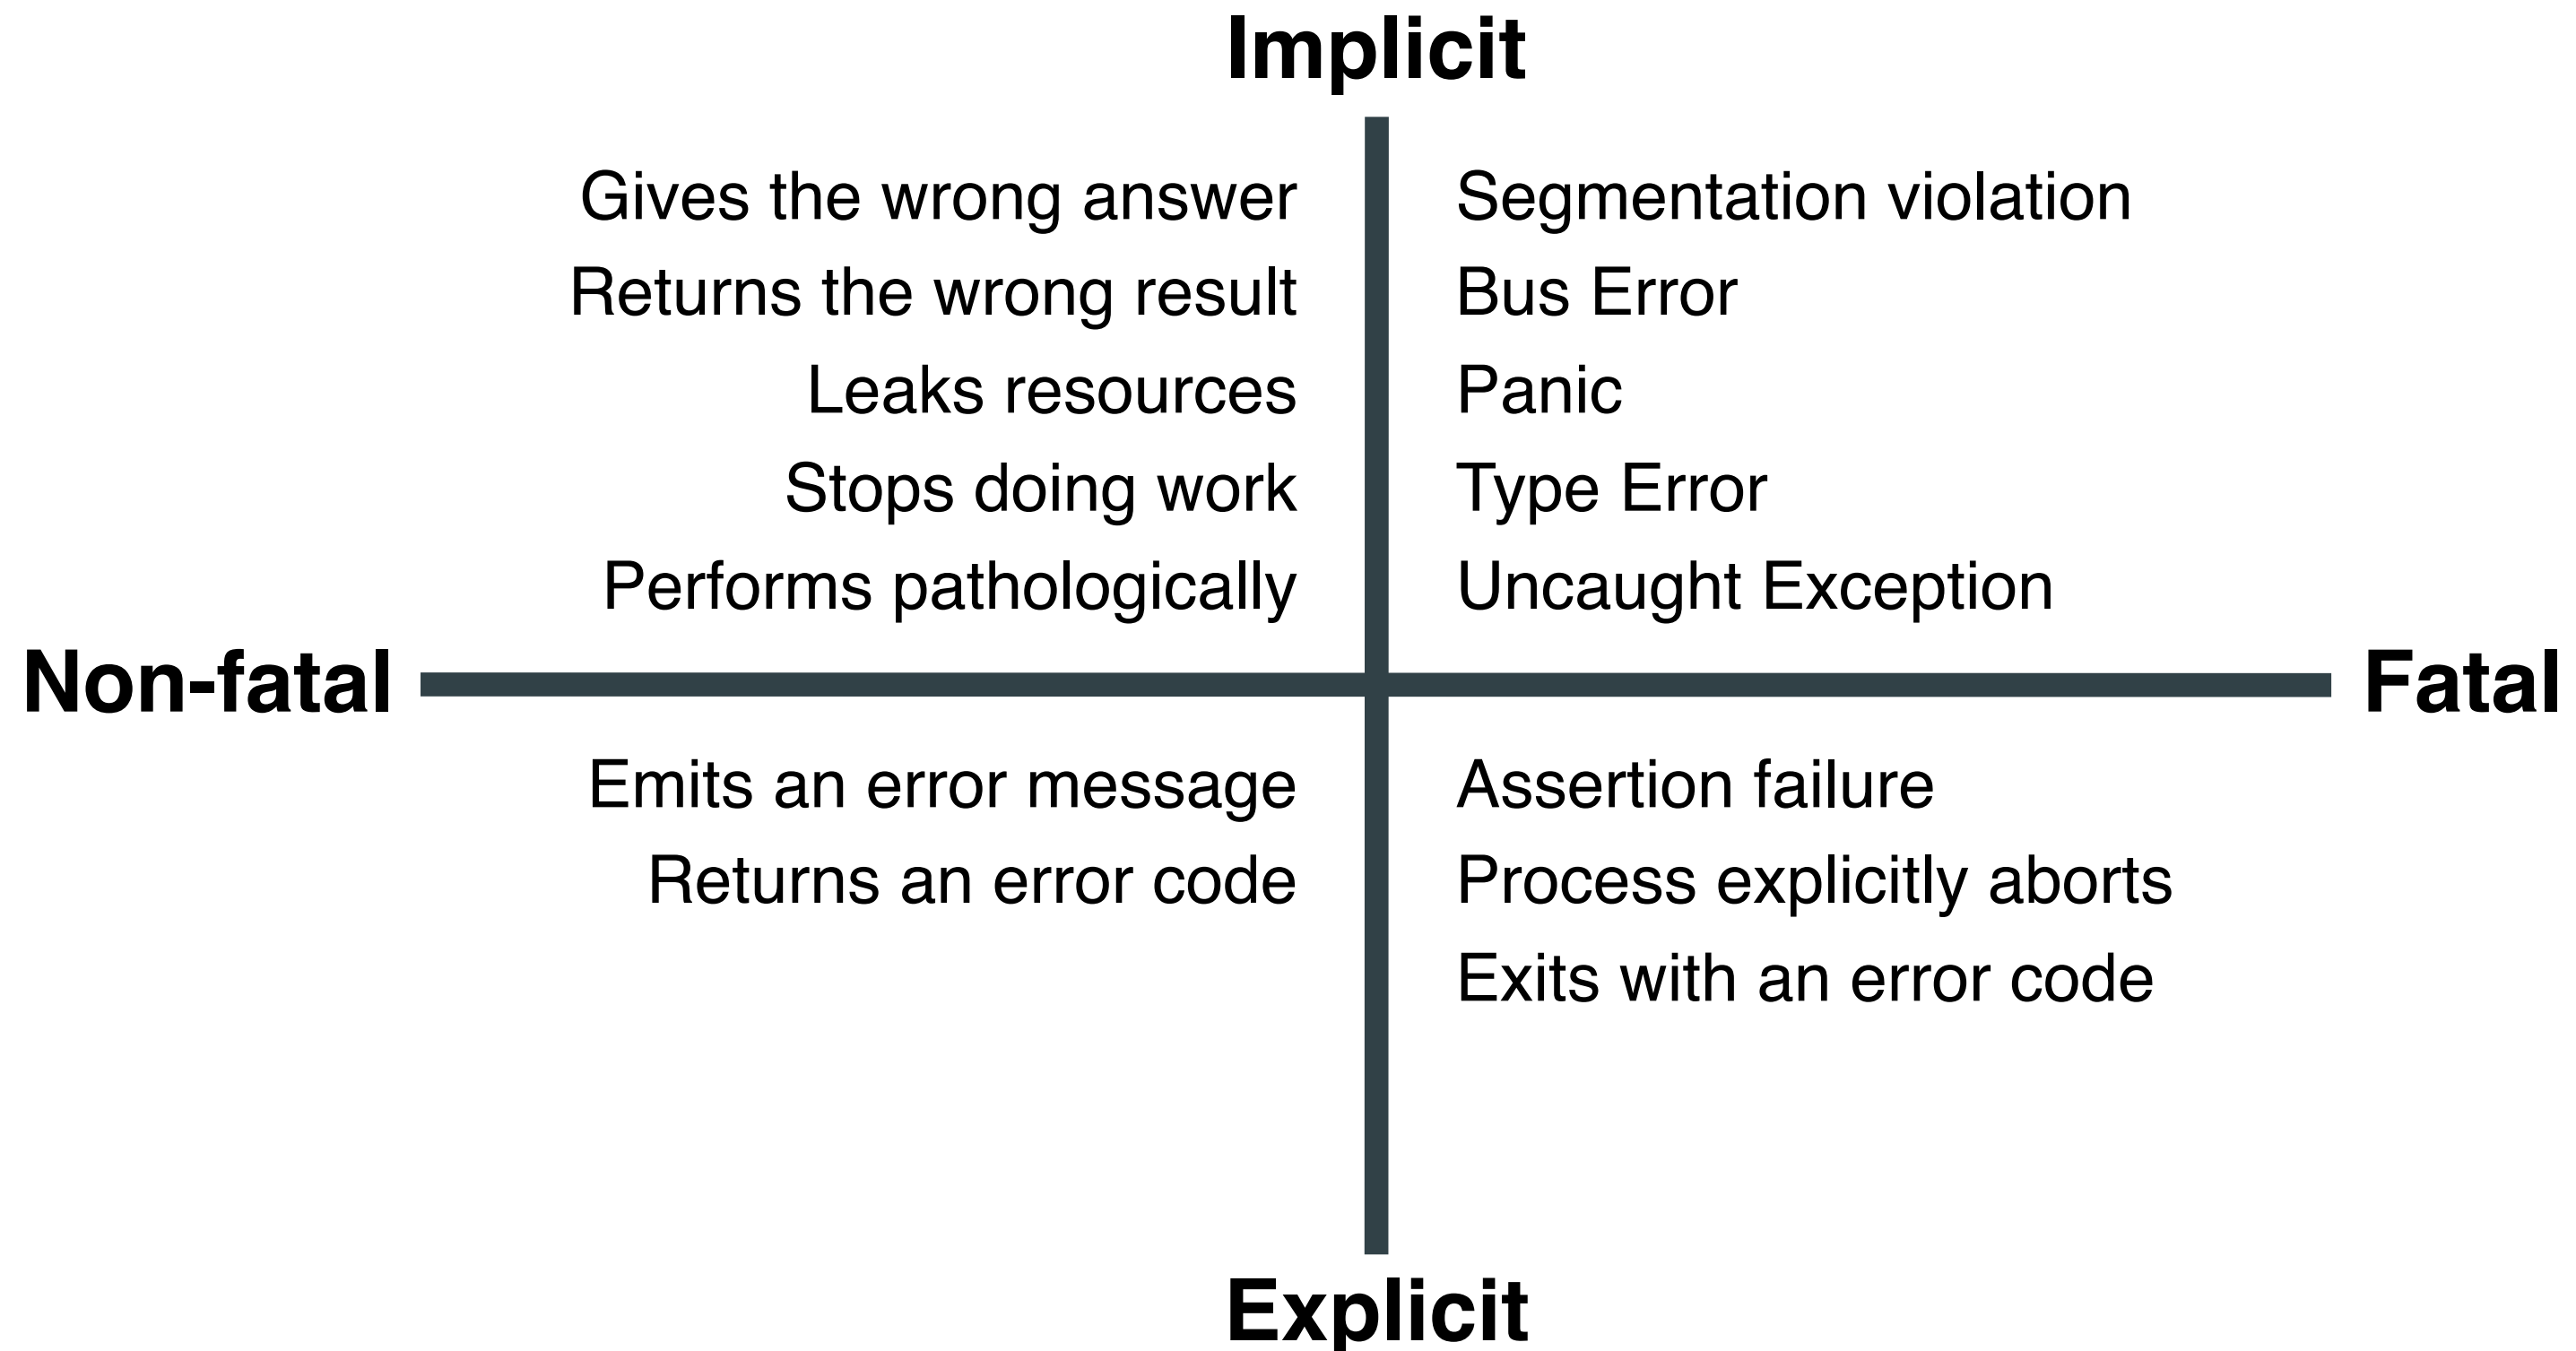 Implicit
Gives the wrong answer
Returns the wrong result
Leaks resources
Stops doing work
Performs pathologically
Segmentation violation
Bus Error
Panic
Type Error
Uncaught Exception
Non-fatal
Fatal
Emits an error message
Returns an error code
Assertion failure
Process explicitly aborts
Exits with an error code
Explicit